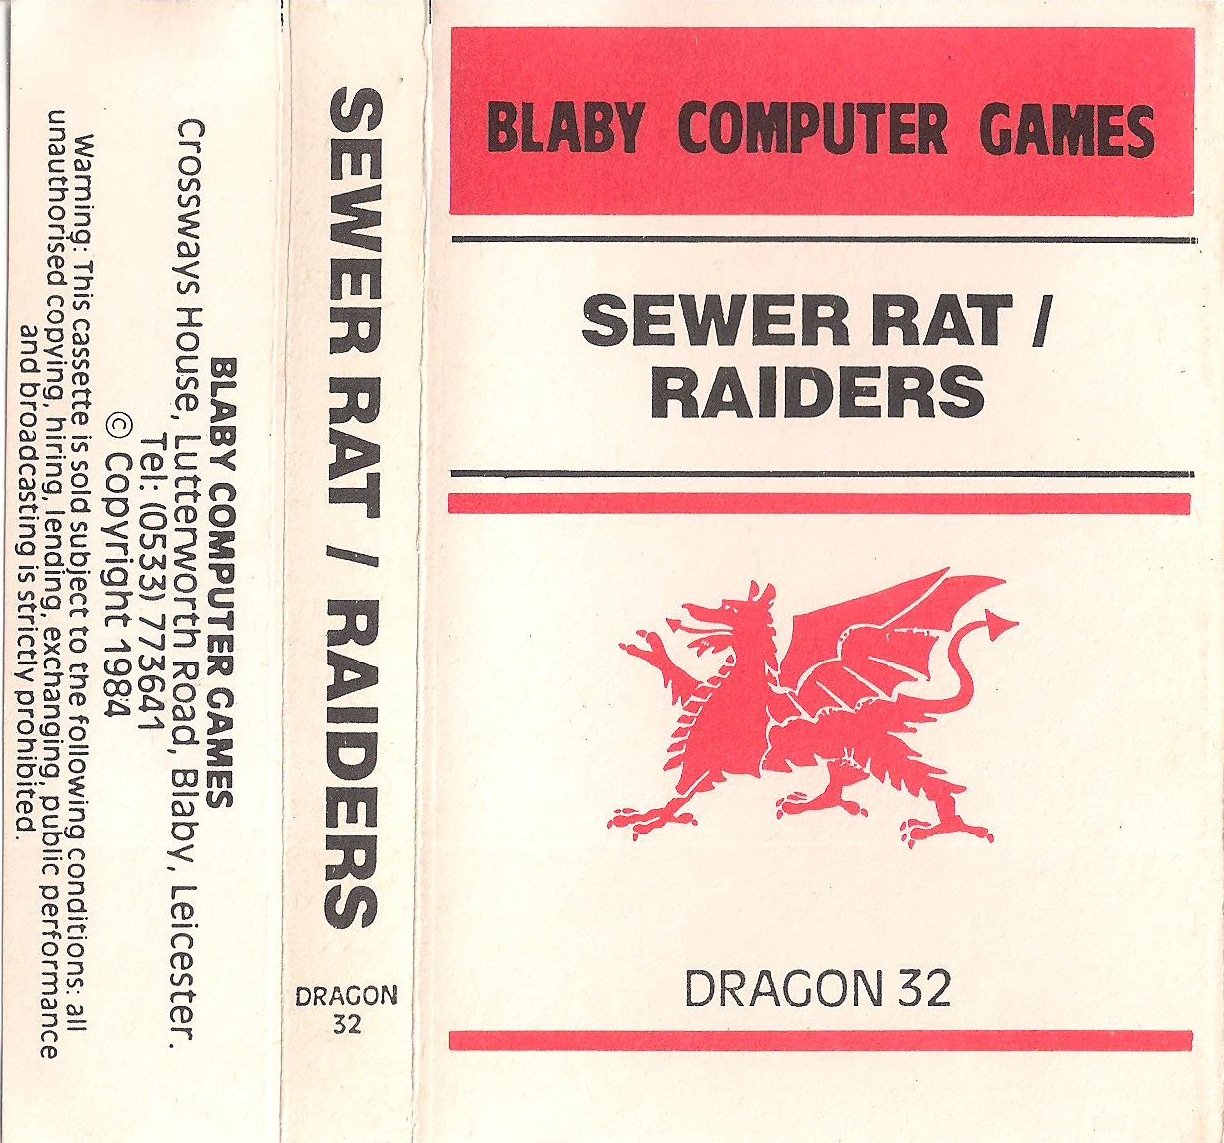 BLABY COMPUTER GAMES
SEWER RAT /
RAIDERS
DRAGON 32
SEWER RAT / RAIDERS
DRAGON
32
BLABY COMPUTER GAMES
Crossways House, Lutterworth Road, Blaby, Leicester.
Tel: (0533) 773641
© Copyright 1984
Warning: This cassette is sold subject to the following conditions: all
unauthorised copying, hiring, lending, exchanging, public performance
and broadcasting is strictly prohibited.